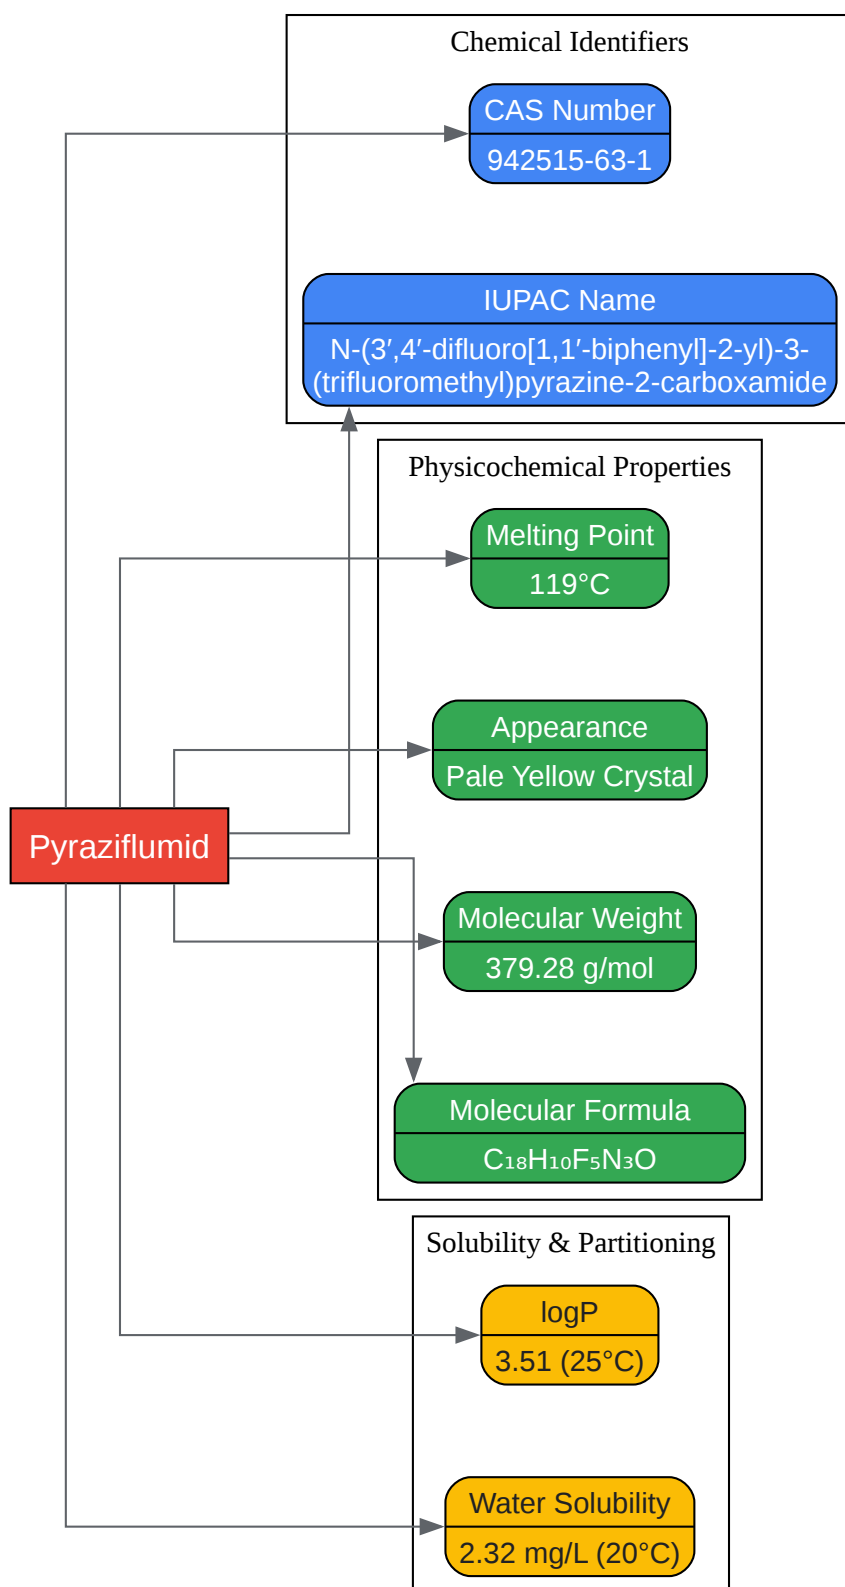 Chemical Identifiers
CAS Number
942515-63-1
IUPAC Name
N-(3′,4′-difluoro[1,1′-biphenyl]-2-yl)-3-
(trifluoromethyl)pyrazine-2-carboxamide
Physicochemical Properties
Melting Point
119°C
Appearance
Pale Yellow Crystal
Pyraziflumid
Molecular Weight
379.28 g/mol
Molecular Formula
C₁₈H₁₀F₅N₃O
Solubility & Partitioning
logP
3.51 (25°C)
Water Solubility
2.32 mg/L (20°C)